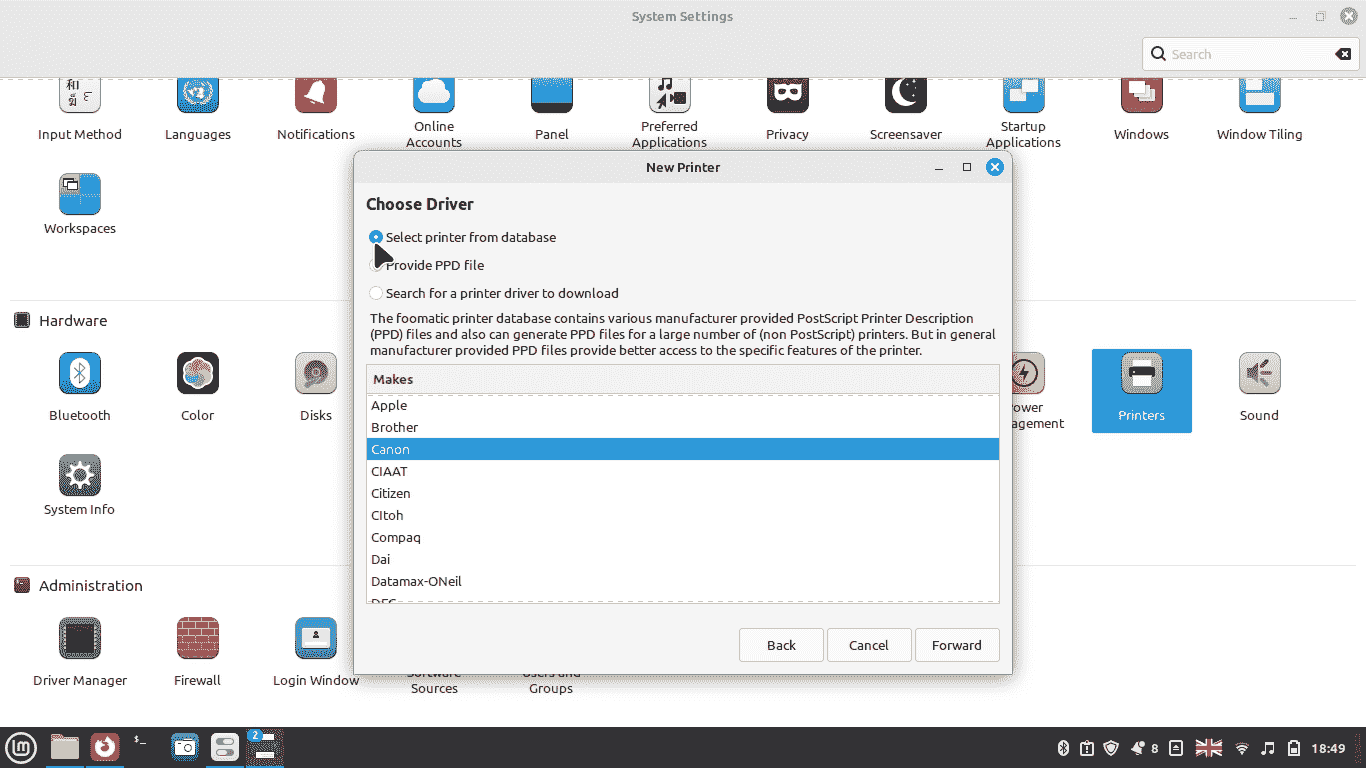 System Settings
Search
Input Method
Languages
Notifications
Online
Accounts
Panel
Preferred
Applications
Privacy
Screensaver
Startup
Applications
Windows
Window Tiling
Workspaces
New Printer
Choose Driver
Select printer from database
Provide PPD file
Search for a printer driver to download
The foomatic printer database contains various manufacturer provided PostScript Printer Description
(PPD) files and also can generate PPD files for a large number of (non PostScript) printers. But in general
manufacturer provided PPD files provide better access to the specific features of the printer.
Makes
Apple
Brother
Canon
CIAAT
Citizen
CItoh
Compaq
Dai
Datamax-ONeil
DEC
Back
Cancel
Forward
Hardware
Bluetooth
Color
Disks
ower
agement
Printers
Sound
System Info
Administration
Driver Manager
Firewall
Login Window
Software
Sources
Users and
Groups
$_
2
8
18:49